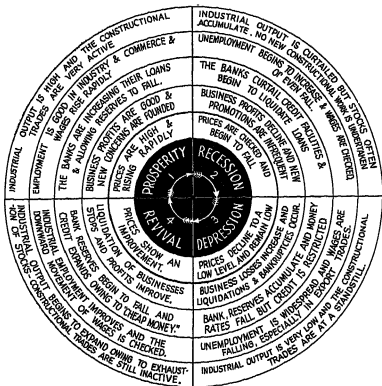 INDUSTRIAL OUTPUT IS HIGH AND THE CONSTRUCTIONAL
TRADES ARE VERY ACTIVE
EMPLOYMENT IS GOOD IN INDUSTRY & COMMERCE &
WAGES RISE RAPIDLY
THE BANKS ARE INCREASING THEIR LOANS
& ALLOWING RESERVES TO FALL.
BUSINESS PROFITS ARE GOOD &
NEW CONCERNS ARE FOUNDED
PRICES ARE HIGH &
RISING RAPIDLY
PROSPERITY
1
INDUSTRIAL OUTPUT IS CURTAILED BUT STOCKS OFTEN
ACCUMULATE. NO NEW CONSTRUCTIONAL WORK IS UNDERTAKEN
UNEMPLOYMENT BEGINS TO INCREASE & WAGES ARE CHECKED,
OR EVEN FALL.
THE BANKS CURTAIL CREDIT FACILITIES &
BEGIN TO LIQUIDATE LOANS
BUSINESS PROFITS DECLINE AND NEW
PROMOTIONS ARE INFREQUENT
PRICES ARE CHECKED AND
BEGIN TO FALL
RECESSION
2
DEPRESSION
3
PRICES DECLINE TO A
LOW LEVEL AND REMAIN LOW
BUSINESS LOSSES INCREASE AND
LIQUIDATIONS & BANKRUPTCIES OCCUR.
BANK RESERVES ACCUMULATE AND MONEY
RATES FALL BUT CREDIT IS RESTRICTED
UNEMPLOYMENT IS WIDESPREAD AND WAGES ARE
FALLING, ESPECIALLY IN EXPORT TRADES.
INDUSTRIAL OUTPUT IS VERY LOW AND THE CONSTRUCTIONAL
TRADES ARE AT A STANDSTILL.
REVIVAL
4
PRICES SHOW AN
IMPROVEMENT.
LIQUIDATION OF BUSINESSES
STOPS AND PROFITS IMPROVE.
BANK RESERVES BEGIN TO FALL AND
CREDIT EXPANDS OWING TO CHEAP MONEY."
INDUSTRIAL EMPLOYMENT IMPROVES AND THE
DOWNWARD MOVEMENT OF WAGES IS CHECKED.
INDUSTRIAL OUTPUT BEGINS TO EXPAND OWING TO EXHAUST-
ION OF STOCKS. CONSTRUCTIONAL TRADES ARE STILL INACTIVE.